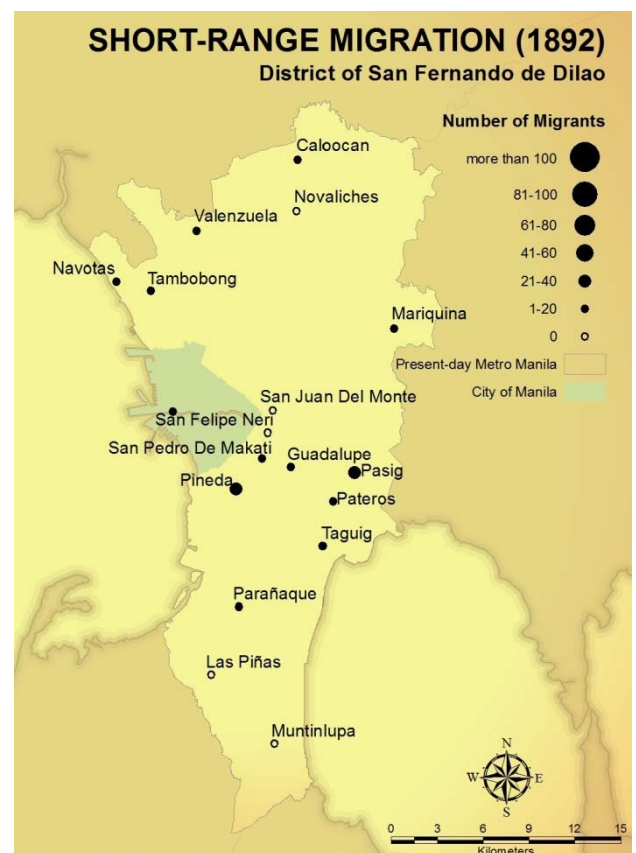 SHORT-RANGE MIGRATION (1892)
District of San Fernando de Dilao
Number of Migrants
more than 100
81-100
61-80
41-60
21-40
1-20
0
Present-day Metro Manila
City of Manila
Caloocan
Novaliches
Valenzuela
Navotas
Tambobong
Mariquina
San Juan Del Monte
San Felipe Neri
San Pedro De Makati
Guadalupe
Pasig
Pineda
Pateros
Taguig
Parañaque
Las Piñas
Muntinlupa
N
W E
S
0 3 6 9 12 15
Kilometers